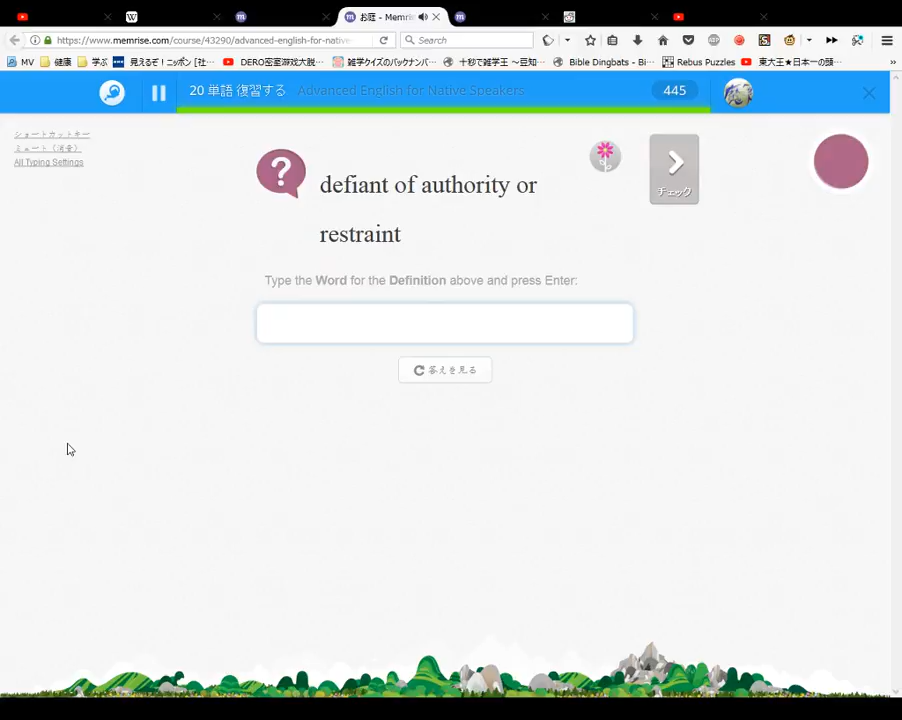 お庭 - Memri
https://www.memrise.com/course/43290/advanced-english-for-native-
Search
MV
健康
学ぶ
見えるぞ！ニッポン [社…
DERO密室游戏大脱…
雑学クイズのバックナンバ…
十秒で雑学王 ～豆知…
Bible Dingbats - Bi…
Rebus Puzzles
東大王★日本一の頭…
20 単語 復習する Advanced English for Native Speakers
445
ショートカットキー
ミュート（消音）
All Typing Settings
defiant of authority or
restraint
チェック
Type the Word for the Definition above and press Enter:
答えを見る